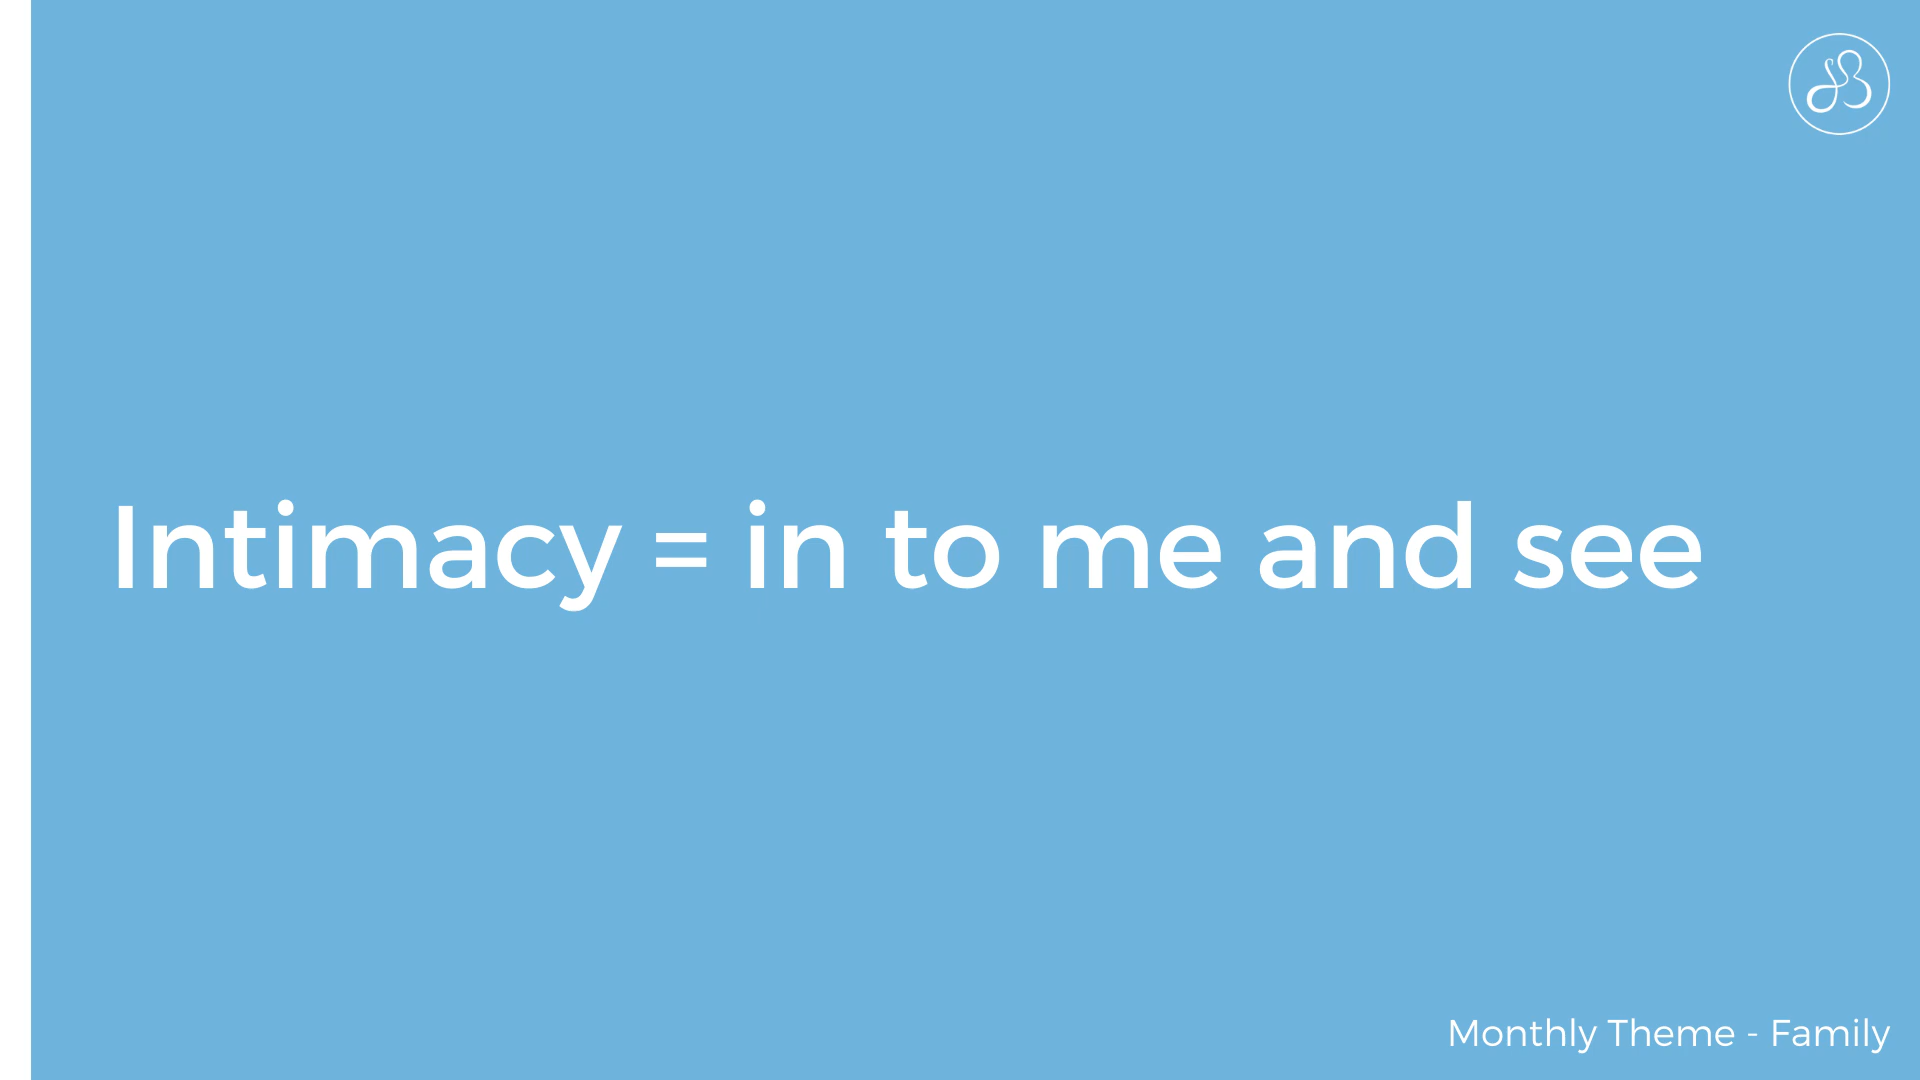 Intimacy = in to me and see
Monthly Theme - Family